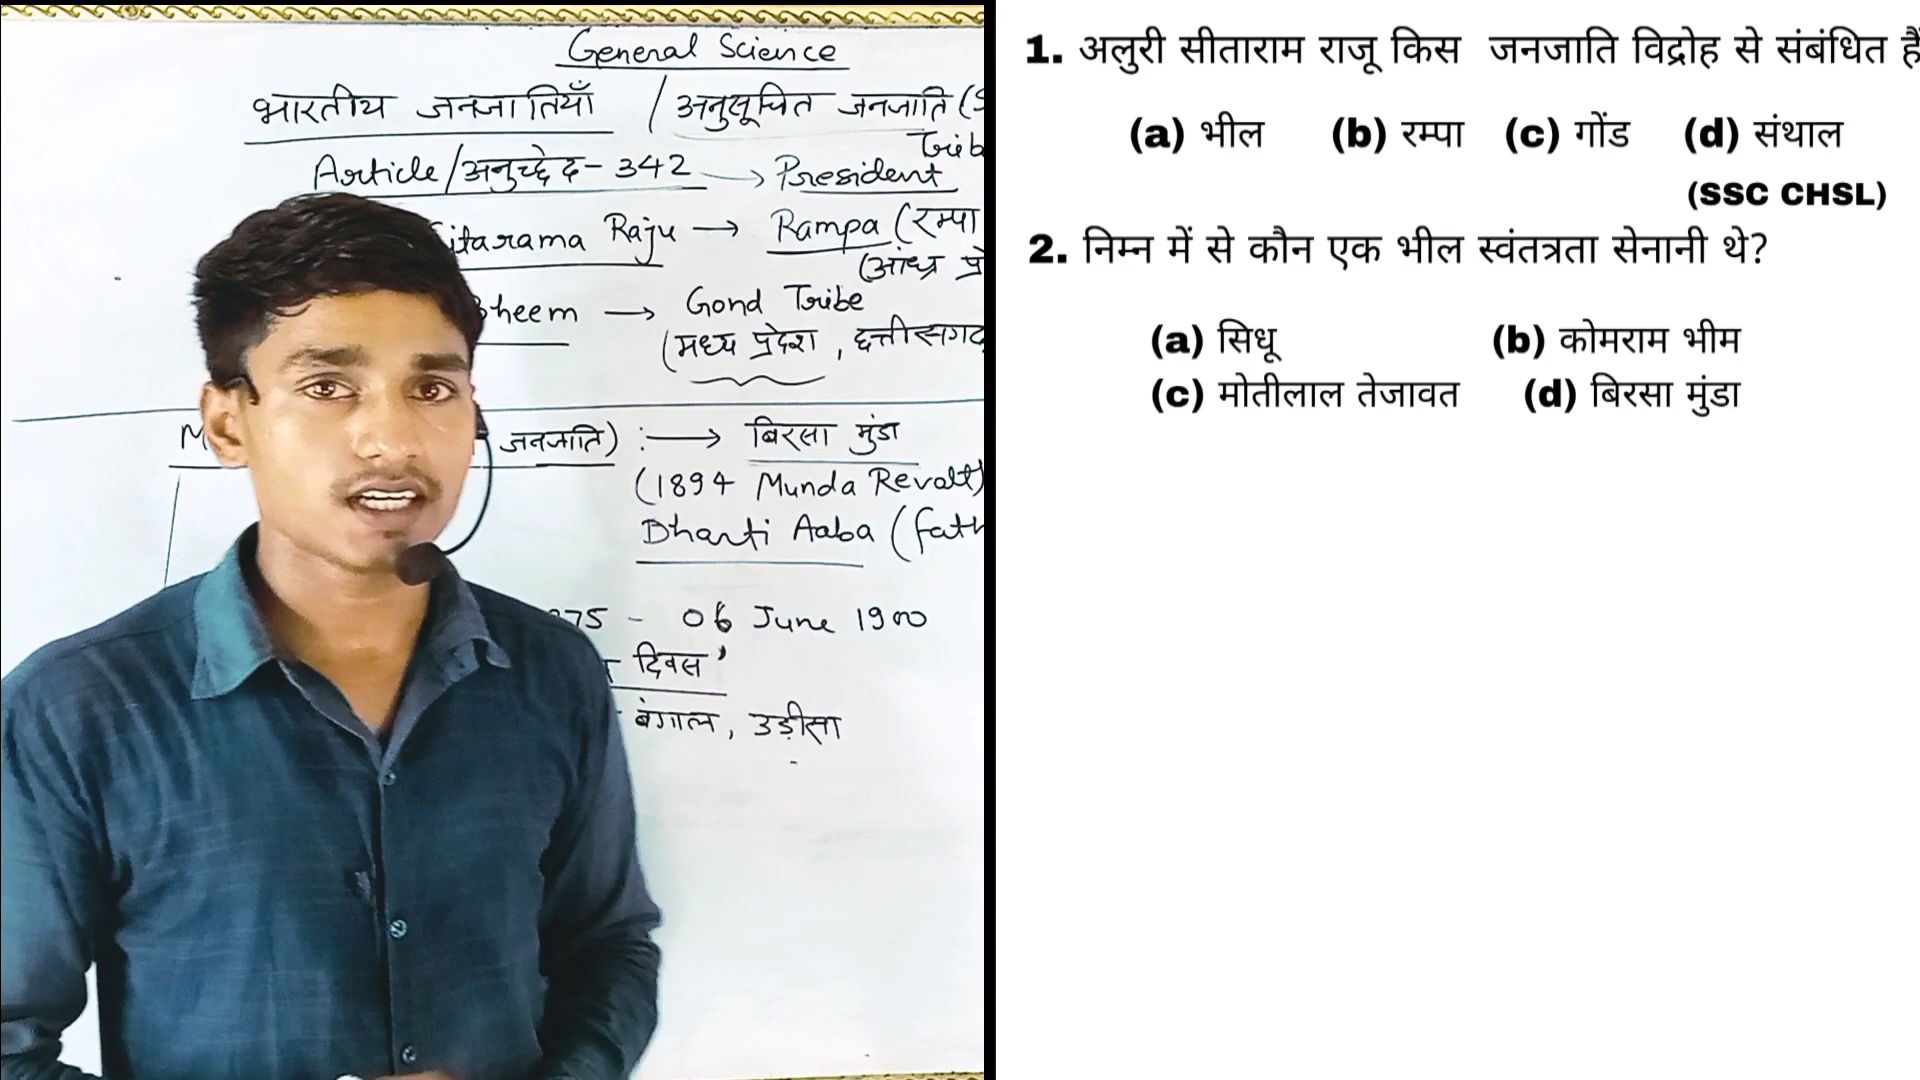 General Science
भारतीय जनजातियाँ / अनुसूचित जनजाति
Article/अनुच्छेद - 342 → President
Raju → Rampa (रम्पा
(आंध्र
Bheem → Gond Tribe
(मध्य प्रदेश, छत्तीसगढ़
जनजाति) :→ बिरसा मुंडा
(1894 Munda Revolt)
Dharti Aaba (
- 06 June 1900
दिवस'
बंगाल, उड़ीसा
1. अलुरी सीताराम राजू किस जनजाति विद्रोह से संबंधित हैं
(a) भील (b) रम्पा (c) गोंड (d) संथाल
(SSC CHSL)
2. निम्न में से कौन एक भील स्वंतत्रता सेनानी थे?
(a) सिधू (b) कोमराम भीम
(c) मोतीलाल तेजावत (d) बिरसा मुंडा